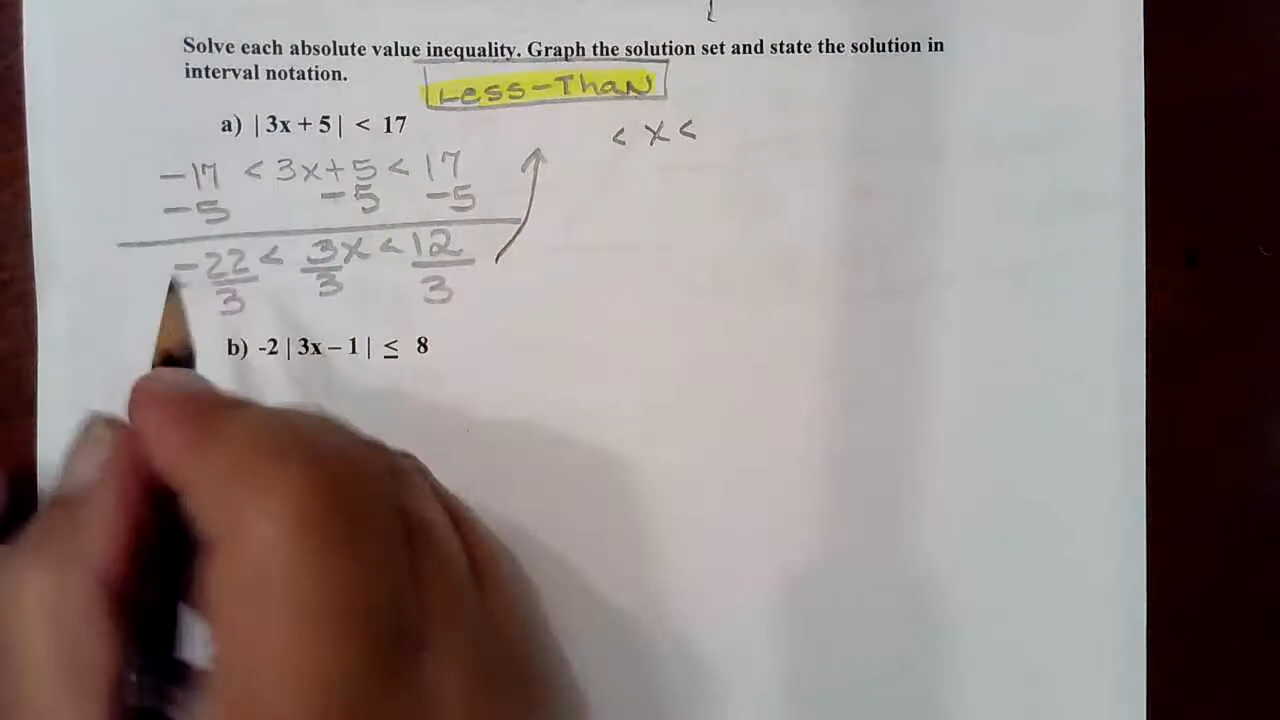 Solve each absolute value inequality. Graph the solution set and state the solution in
interval notation.
Less-Than
a) | 3x + 5 | < 17
< x <
-17 < 3x+5 < 17
-5 -5 -5
-22 < 3x < 12
3 3 3
b) -2 | 3x – 1 | ≤ 8